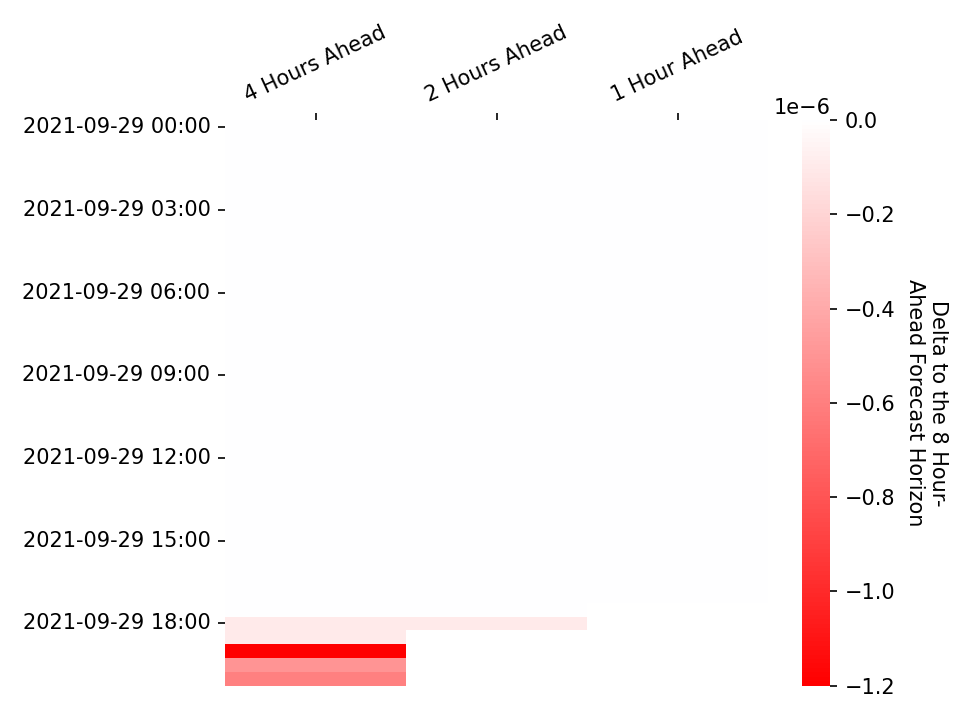 4 Hours Ahead
2 Hours Ahead
1 Hour Ahead
1e−6
2021-09-29 00:00
2021-09-29 03:00
2021-09-29 06:00
2021-09-29 09:00
2021-09-29 12:00
2021-09-29 15:00
2021-09-29 18:00
0.0
−0.2
−0.4
−0.6
−0.8
−1.0
−1.2
Delta to the 8 Hour-
Ahead Forecast Horizon